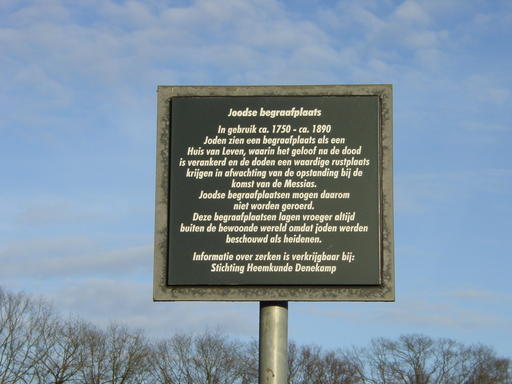 Joodse begraafplaats
In gebruik ca. 1750 - ca. 1890
Joden zien een begraafplaats als een
Huis van Leven, waarin het geloof na de dood
is verankerd en de doden een waardige rustplaats
krijgen in afwachting van de opstanding bij de
komst van de Messias.
Joodse begraafplaatsen mogen daarom
niet worden geroerd.
Deze begraafplaatsen lagen vroeger altijd
buiten de bewoonde wereld omdat joden werden
beschouwd als heidenen.
Informatie over zerken is verkrijgbaar bij:
Stichting Heemkunde Denekamp